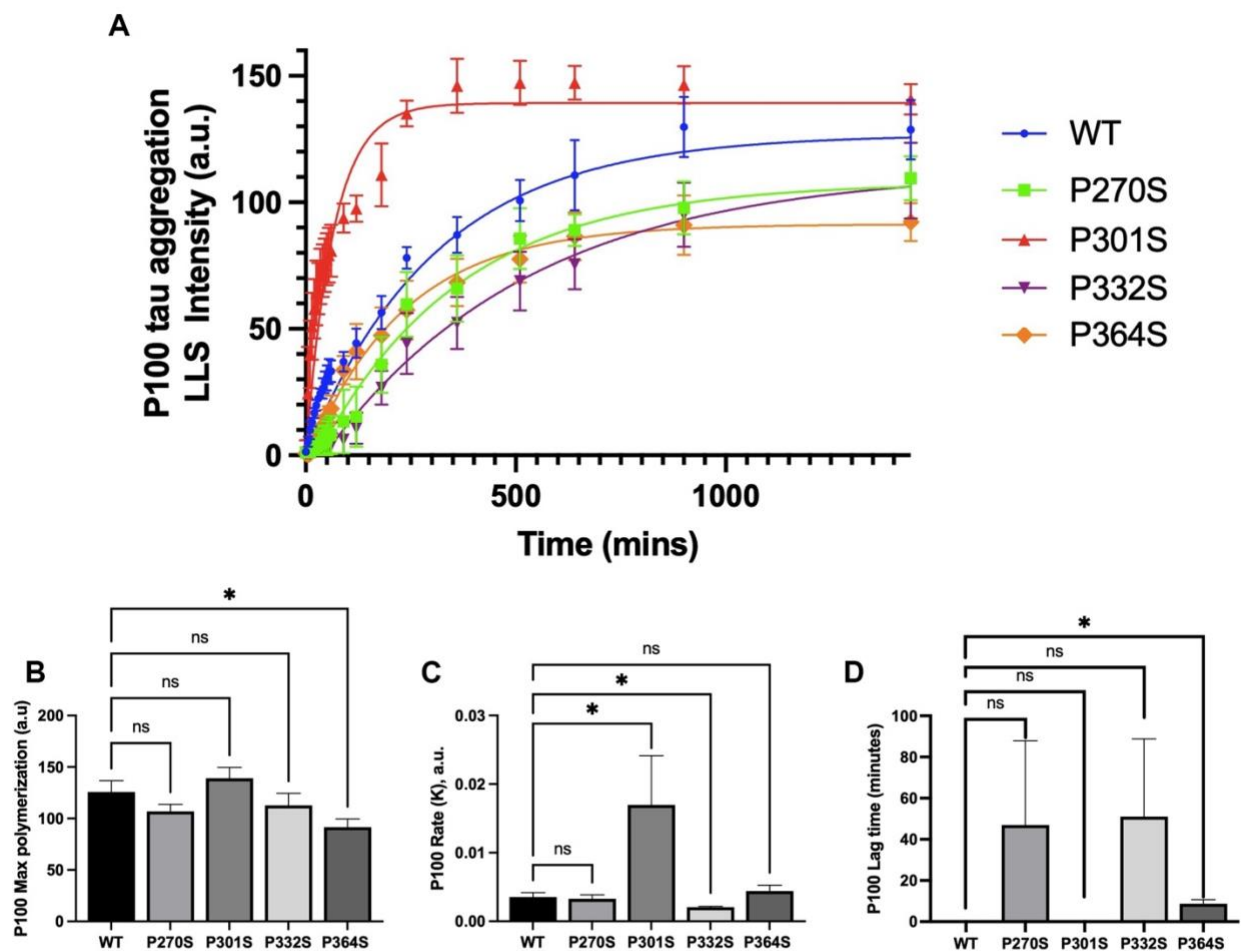 A
P100 tau aggregation
LLS Intensity (a.u.)
150
100
50
0
0 500 1000
Time (mins)
WT
P270S
P301S
P332S
P364S
B
*
ns
ns
ns
P100 Max polymerization (a.u)
200
150
100
50
0
WT P270S P301S P332S P364S
C
ns
*
*
ns
P100 Rate (K), a.u.
0.03
0.02
0.01
0.00
WT P270S P301S P332S P364S
D
*
ns
ns
ns
P100 Lag time (minutes)
100
80
60
40
20
0
WT P270S P301S P332S P364S